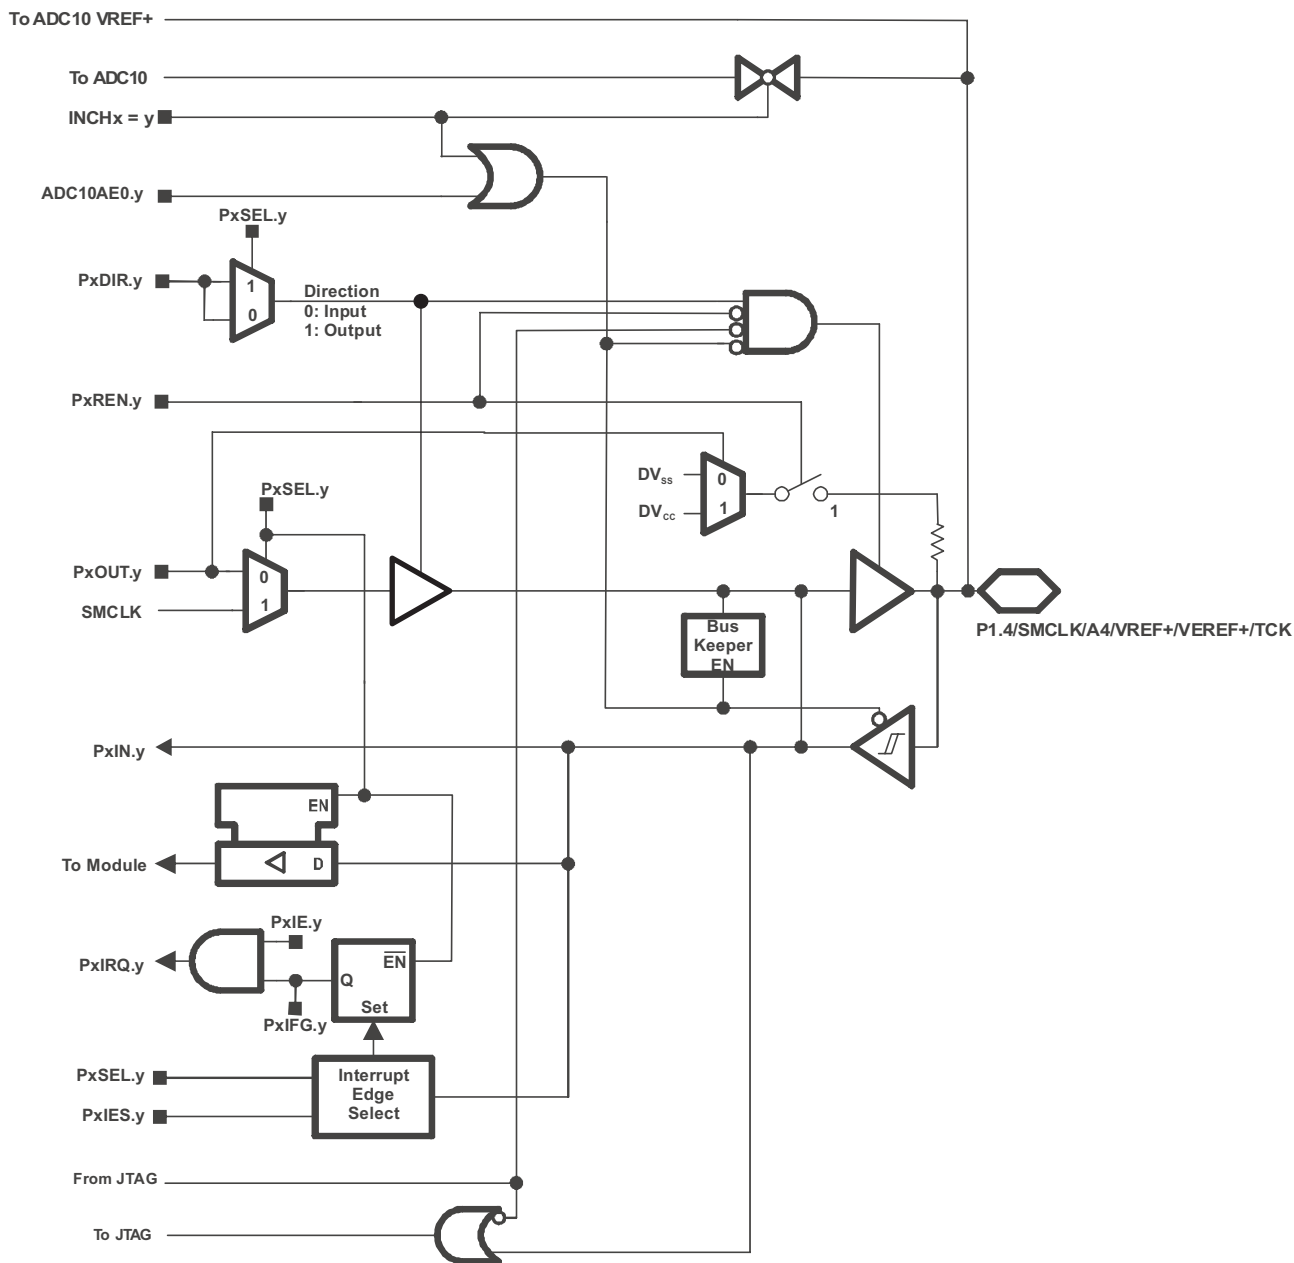 To ADC10 VREF+
To ADC10
INCHx = y
ADC10AE0.y
PxSEL.y
PxDIR.y
1
0
Direction
0: Input
1: Output
PxREN.y
DVss
0
DVcc
1
1
PxSEL.y
PxOUT.y
0
SMCLK
1
Bus
Keeper
EN
P1.4/SMCLK/A4/VREF+/VEREF+/TCK
PxIN.y
EN
To Module
D
PxIE.y
PxIRQ.y
EN
Q
Set
PxIFG.y
PxSEL.y
Interrupt
Edge
Select
PxIES.y
From JTAG
To JTAG